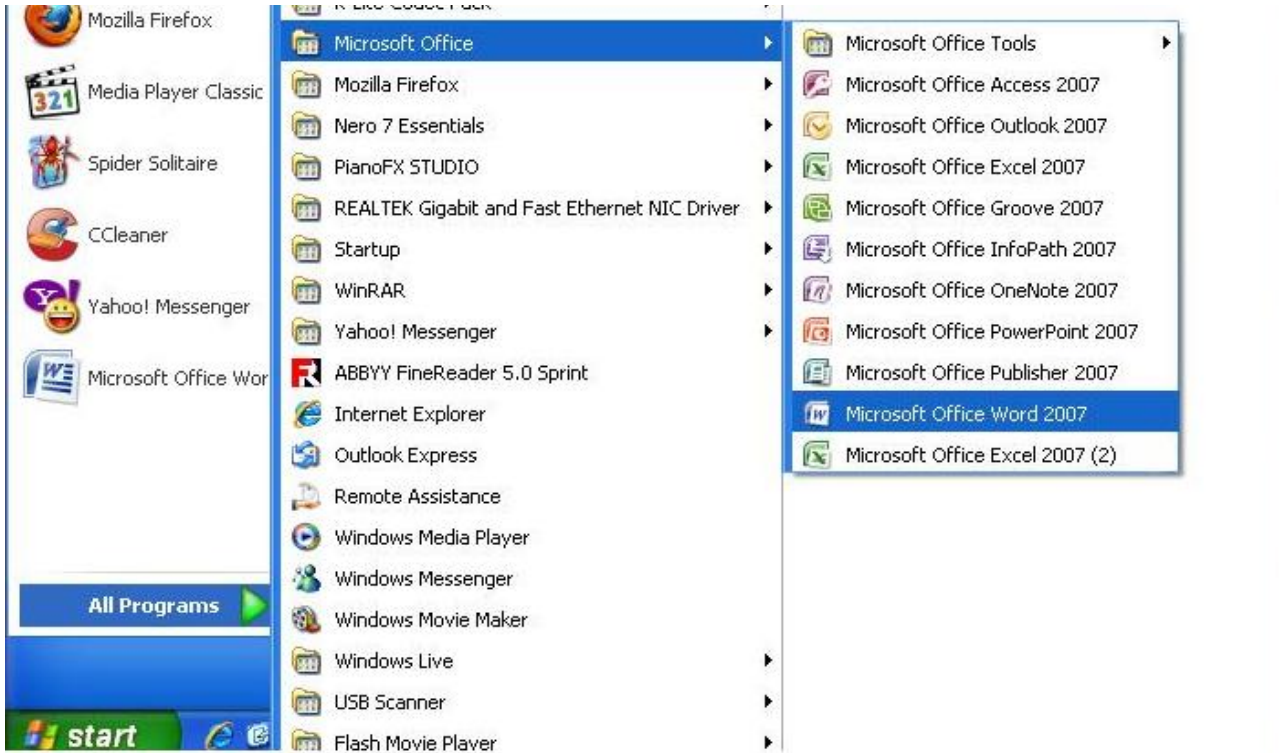 Mozilla Firefox
Media Player Classic
Spider Solitaire
CCleaner
Yahoo! Messenger
Microsoft Office Wor
All Programs
start
K-Lite Codec Pack
Microsoft Office
Mozilla Firefox
Nero 7 Essentials
PianoFX STUDIO
REALTEK Gigabit and Fast Ethernet NIC Driver
Startup
WinRAR
Yahoo! Messenger
ABBYY FineReader 5.0 Sprint
Internet Explorer
Outlook Express
Remote Assistance
Windows Media Player
Windows Messenger
Windows Movie Maker
Windows Live
USB Scanner
Flash Movie Player
Microsoft Office Tools
Microsoft Office Access 2007
Microsoft Office Outlook 2007
Microsoft Office Excel 2007
Microsoft Office Groove 2007
Microsoft Office InfoPath 2007
Microsoft Office OneNote 2007
Microsoft Office PowerPoint 2007
Microsoft Office Publisher 2007
Microsoft Office Word 2007
Microsoft Office Excel 2007 (2)